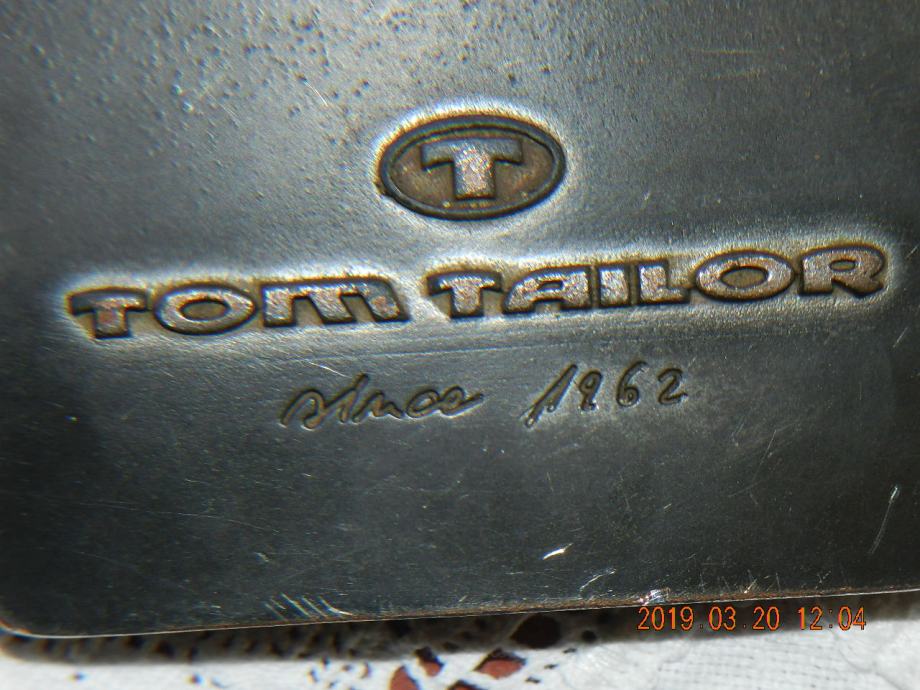 T
TOM TAILOR
since 1962
2019.03.20 12:04